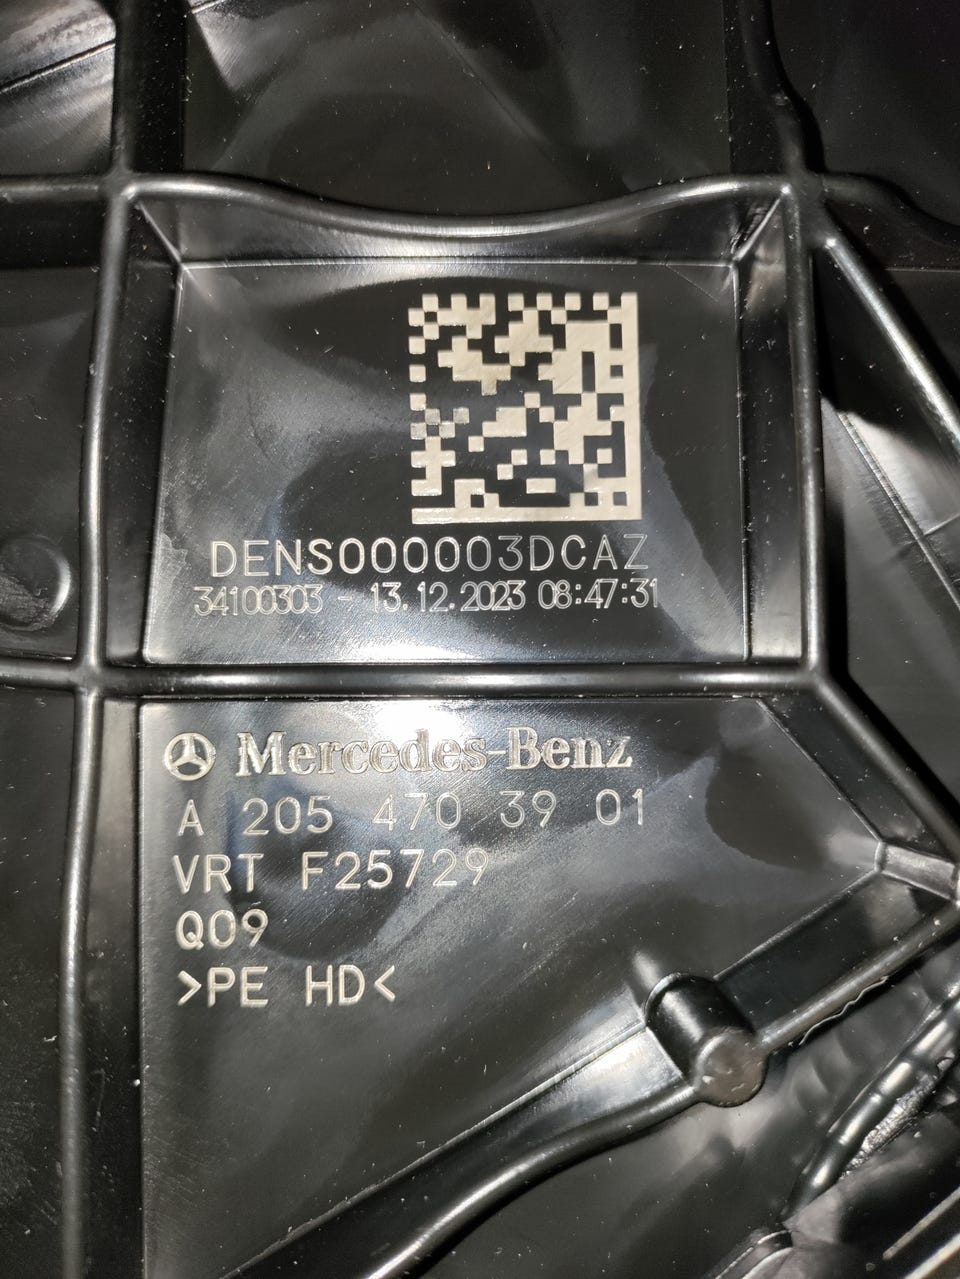 DENS000003DCAZ
34100303 - 13.12.2023 08:47:31
Mercedes-Benz
A 205 470 39 01
VRT F25729
Q09
>PE HD<